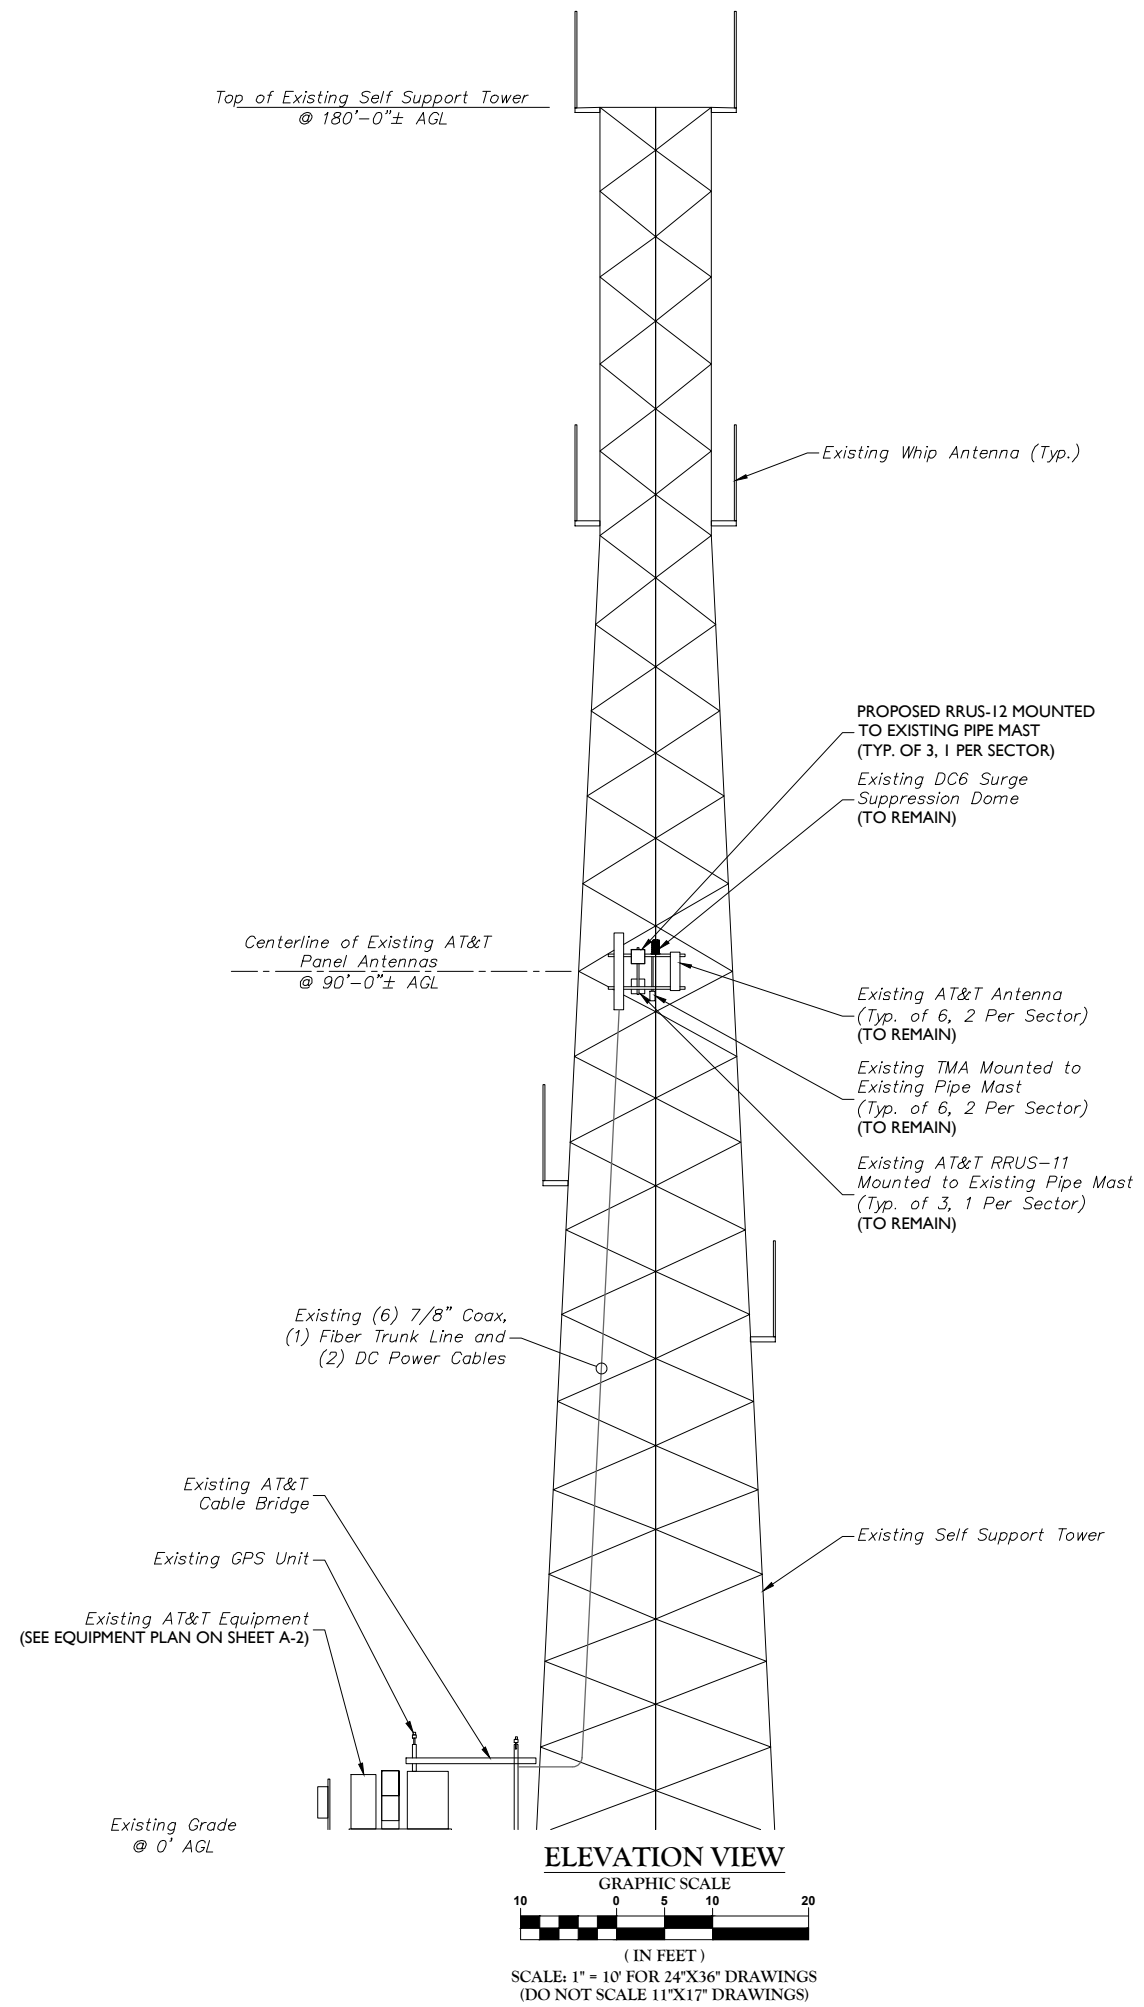 Top of Existing Self Support Tower
@ 180'-0"± AGL
Existing Whip Antenna (Typ.)
PROPOSED RRUS-12 MOUNTED
TO EXISTING PIPE MAST
(TYP. OF 3, 1 PER SECTOR)
Existing DC6 Surge
Suppression Dome
(TO REMAIN)
Centerline of Existing AT&T
Panel Antennas
@ 90'-0"± AGL
Existing AT&T Antenna
(Typ. of 6, 2 Per Sector)
(TO REMAIN)
Existing TMA Mounted to
Existing Pipe Mast
(Typ. of 6, 2 Per Sector)
(TO REMAIN)
Existing AT&T RRUS-11
Mounted to Existing Pipe Mast
(Typ. of 3, 1 Per Sector)
(TO REMAIN)
Existing (6) 7/8" Coax,
(1) Fiber Trunk Line and
(2) DC Power Cables
Existing AT&T
Cable Bridge
Existing Self Support Tower
Existing GPS Unit
Existing AT&T Equipment
(SEE EQUIPMENT PLAN ON SHEET A-2)
Existing Grade
@ 0' AGL
ELEVATION VIEW
GRAPHIC SCALE
10 0 5 10 20
( IN FEET )
SCALE: 1" = 10' FOR 24"X36" DRAWINGS
(DO NOT SCALE 11"X17" DRAWINGS)